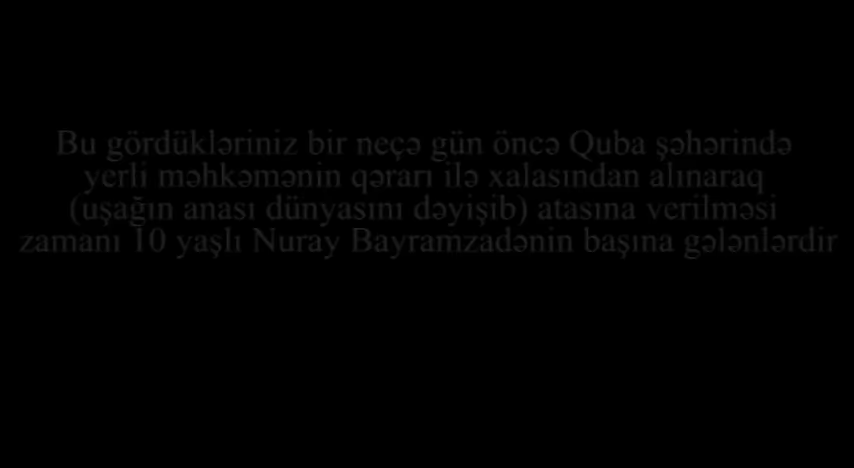 Bu gördükləriniz bir neçə gün öncə Quba şəhərində
yerli məhkəmənin qərarı ilə xalasından alınaraq
(uşağın anası dünyasını dəyişib) atasına verilməsi
zamanı 10 yaşlı Nuray Bayramzadənin başına gələnlərdir